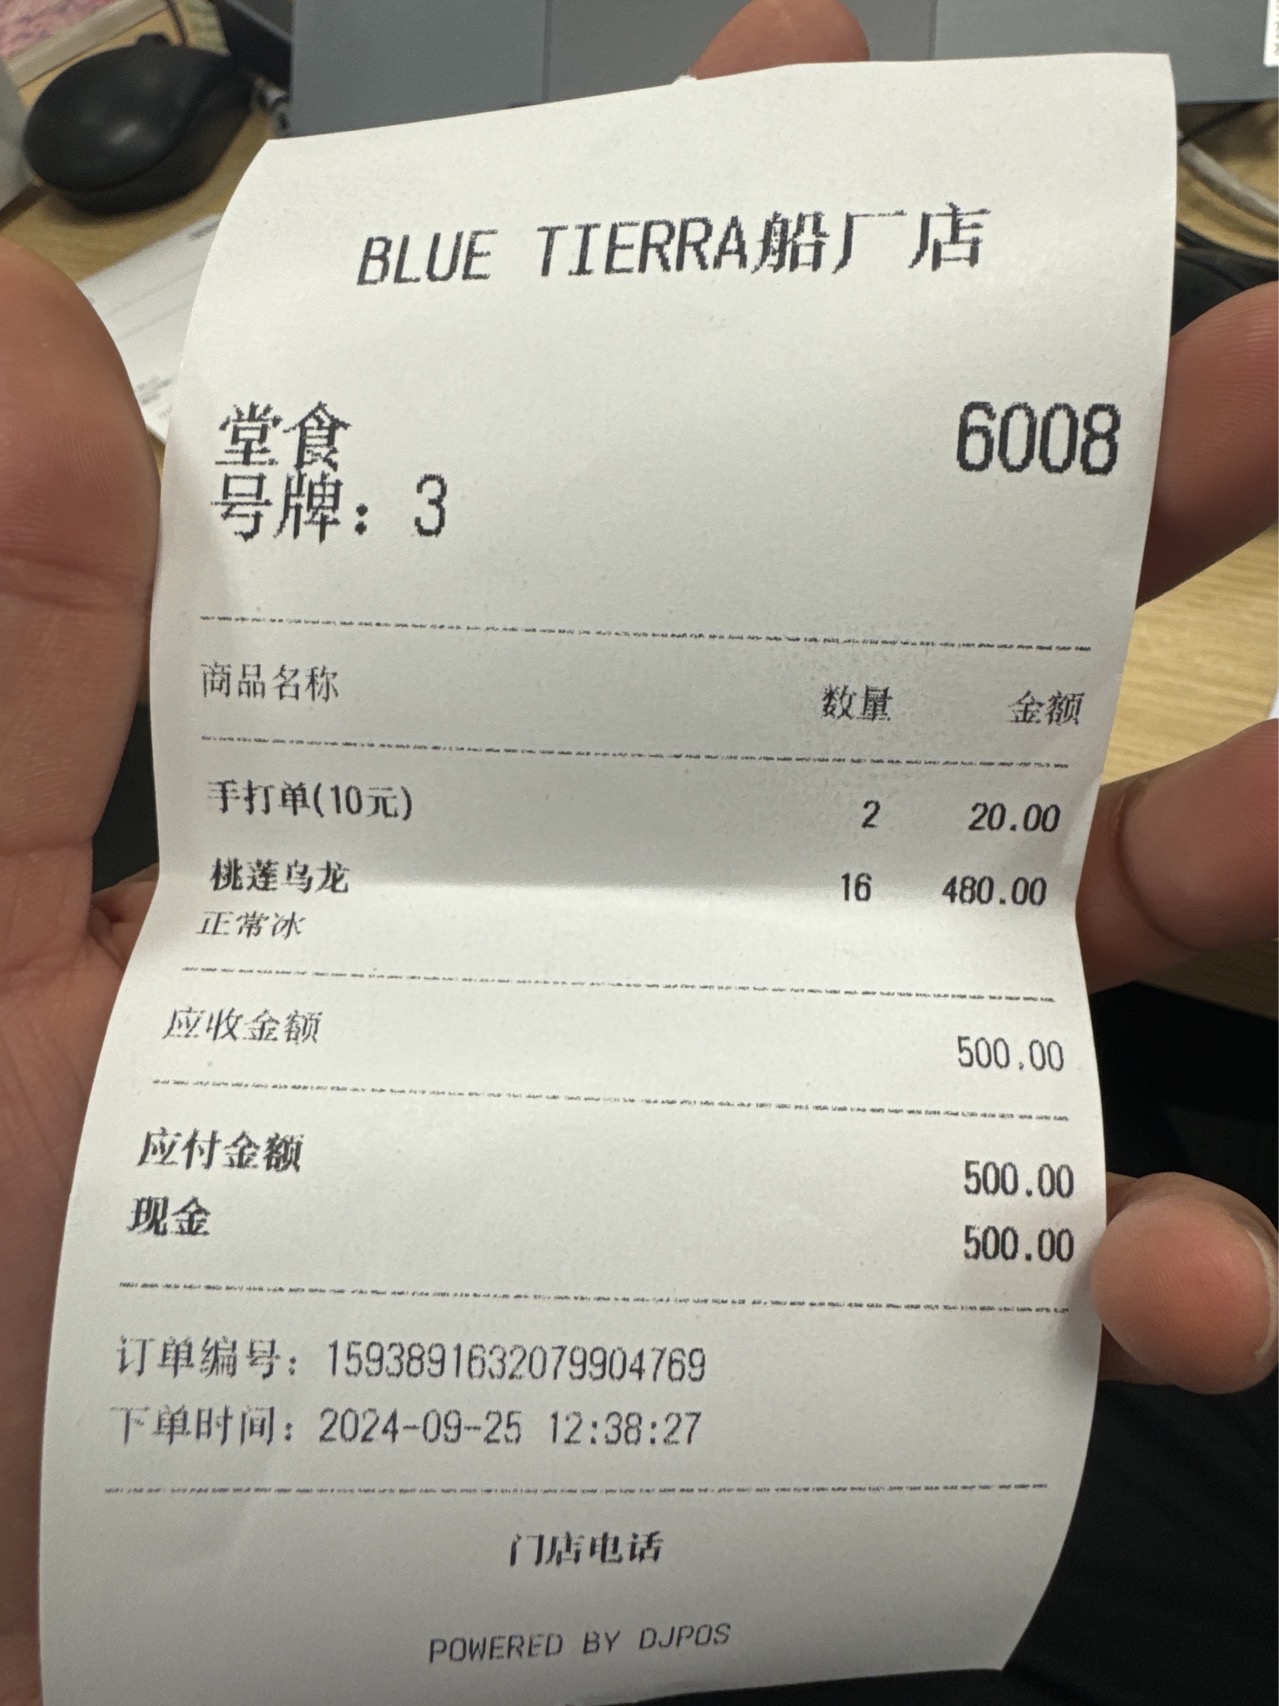 BLUE TIERRA船厂店
堂食 6008
号牌：3
商品名称 数量 金额
手打单(10元) 2 20.00
桃莲乌龙 16 480.00
正常冰
应收金额 500.00
应付金额 500.00
现金 500.00
订单编号：1593891632079904769
下单时间：2024-09-25 12:38:27
门店电话
POWERED BY DJPOS